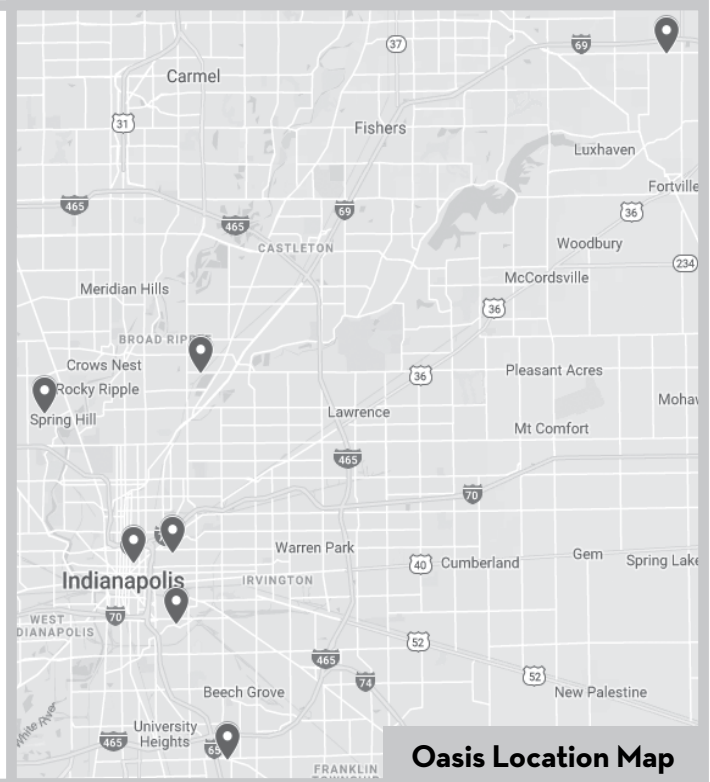 37
69
Carmel
31
Fishers
Luxhaven
Fortville
465
465
69
36
CASTLETON
Woodbury
234
McCordsville
Meridian Hills
36
BROAD RIPP
Crows Nest
36
Pleasant Acres
Rocky Ripple
Mohaw
Spring Hill
Lawrence
Mt Comfort
465
70
Warren Park
Gem
40
Cumberland
Spring Lake
Indianapolis
IRVINGTON
70
WEST
DIANAPOLIS
52
465
52
74
Beech Grove
New Palestine
White River
University
Heights
465
65
Oasis Location Map
FRANKLIN